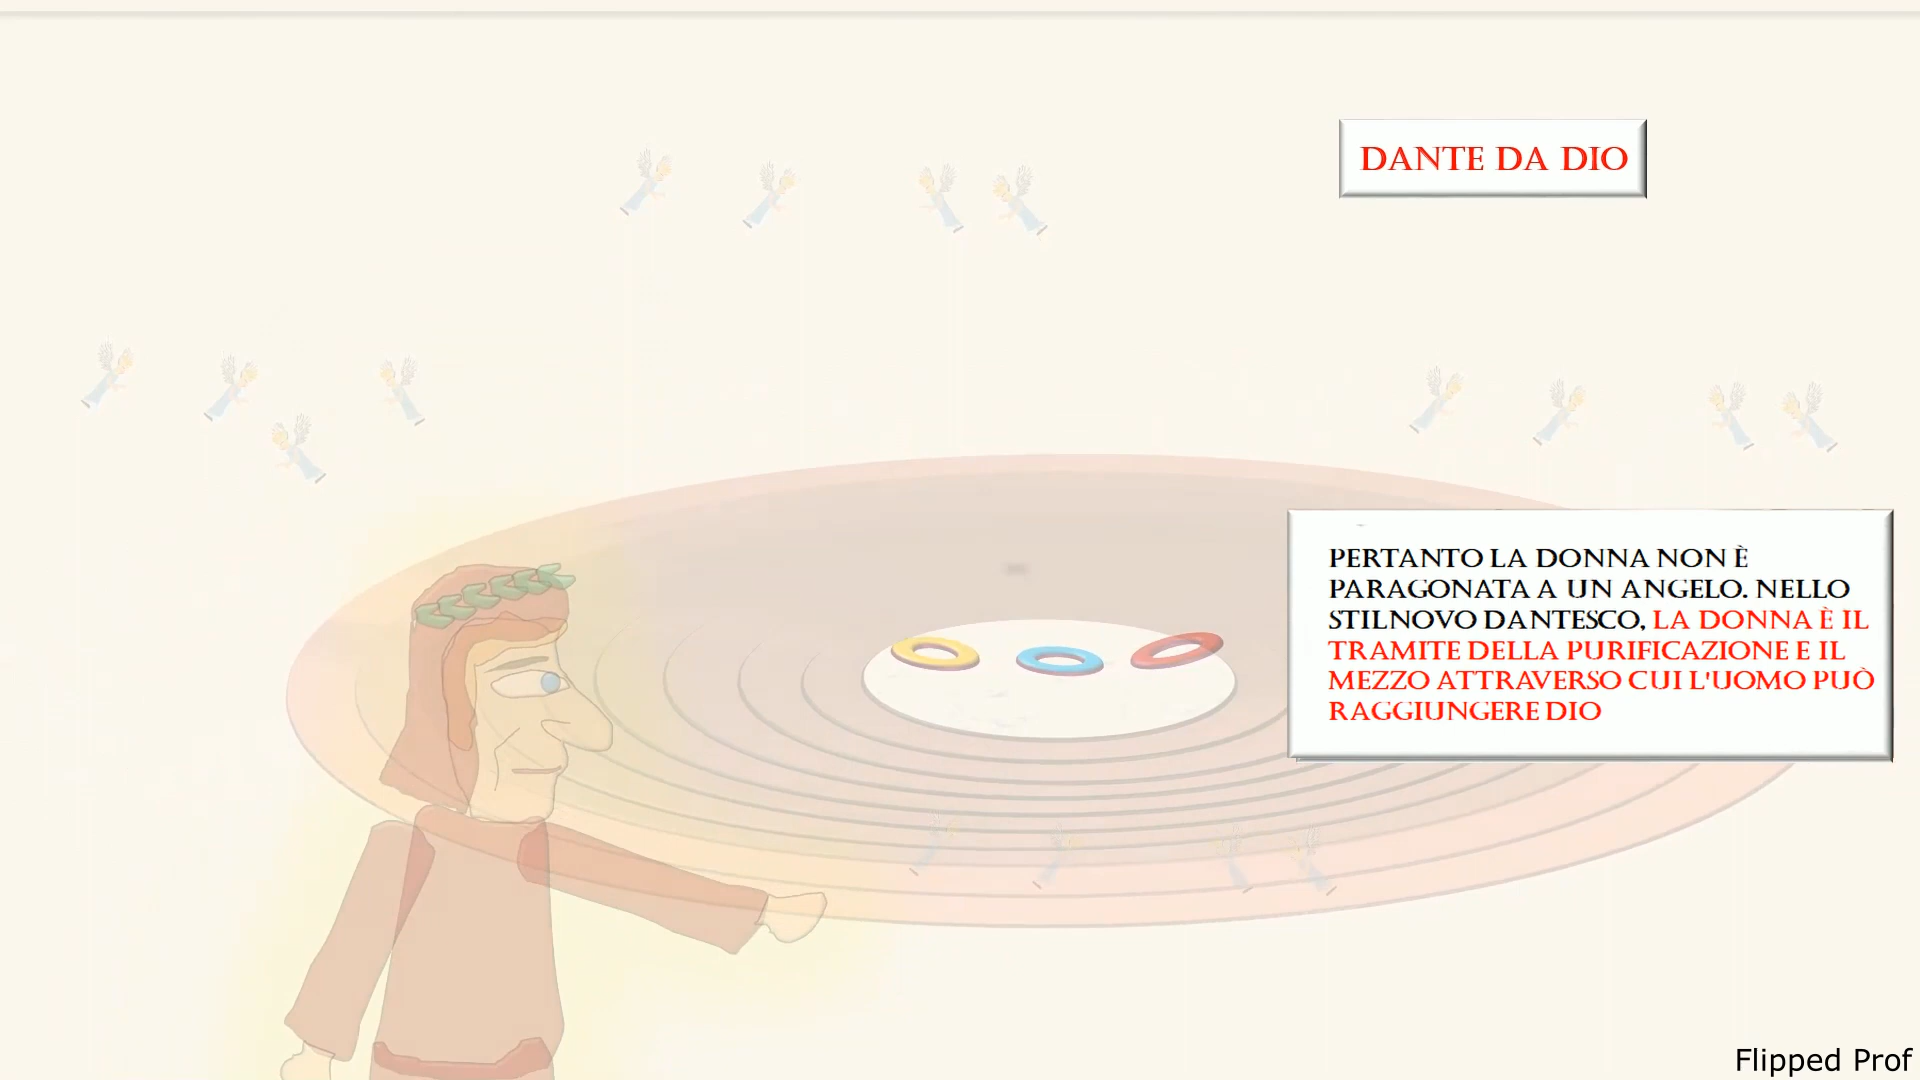 DANTE DA DIO
PERTANTO LA DONNA NON È
PARAGONATA A UN ANGELO. NELLO
STILNOVO DANTESCO, LA DONNA È IL
TRAMITE DELLA PURIFICAZIONE E IL
MEZZO ATTRAVERSO CUI L'UOMO PUÒ
RAGGIUNGERE DIO
Flipped Prof